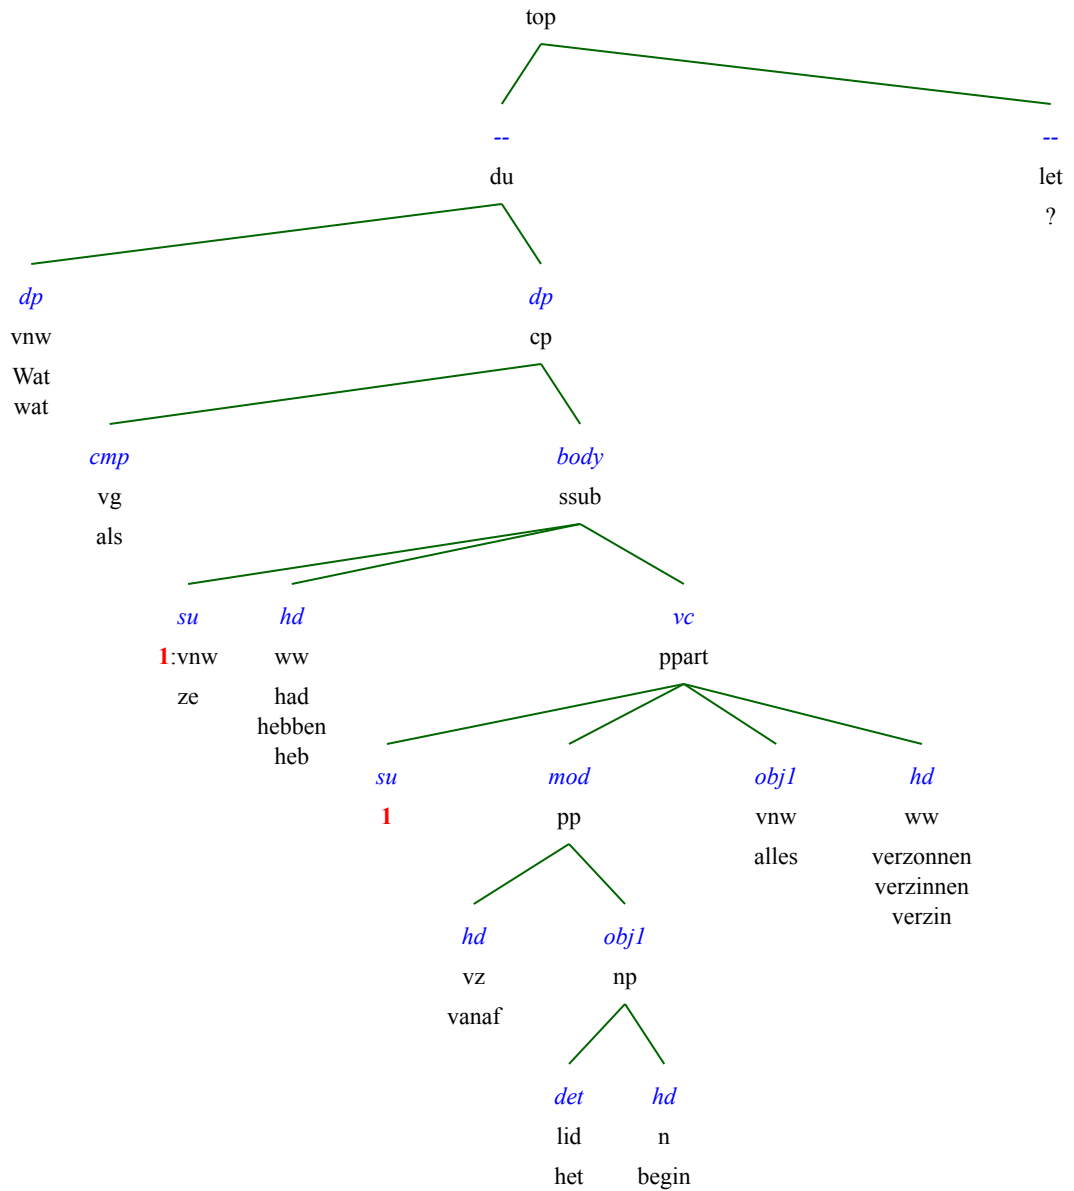 top
-- --
du let
?
dp dp
vnw cp
Wat
wat
cmp body
vg ssub
als
su hd vc
1:vnw ww ppart
ze had
hebben
heb
su mod obj1 hd
1 pp vnw ww
alles verzonnen
verzinnen
verzin
hd obj1
vz np
vanaf
det hd
lid n
het begin